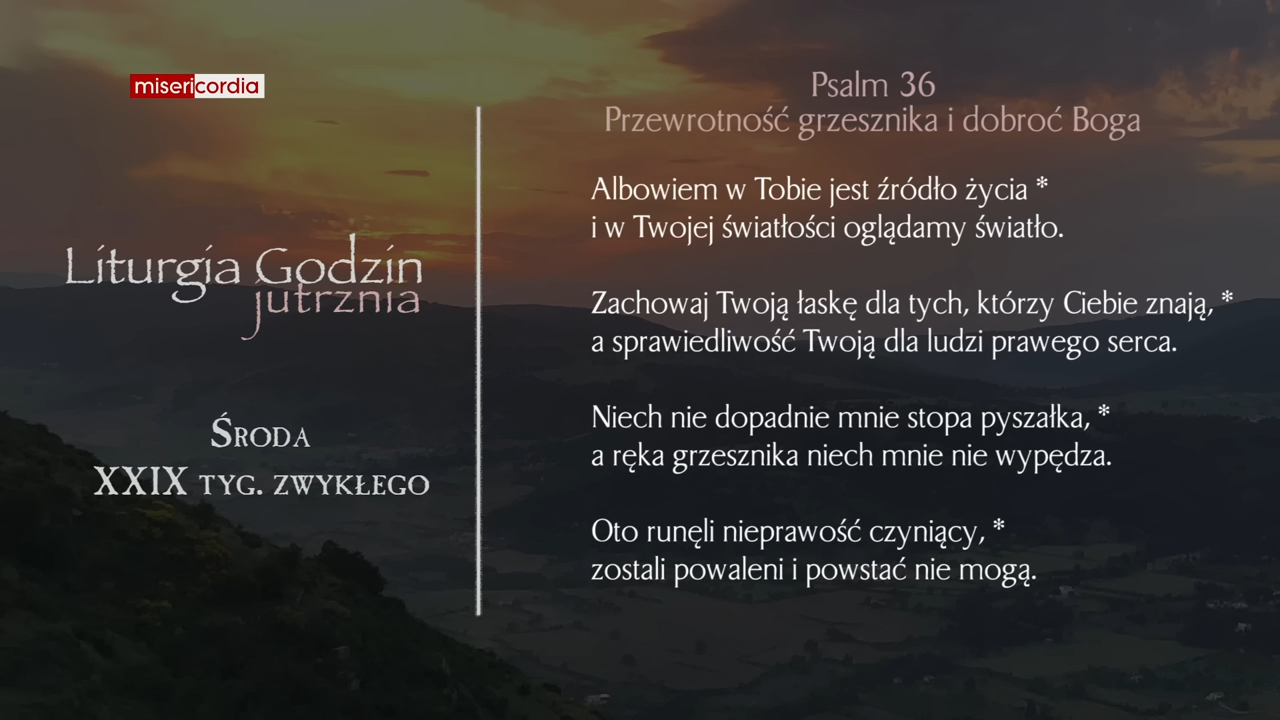 misericordia
Liturgia Godzin
jutrznia
Środa
XXIX tyg. zwykłego
Psalm 36
Przewrotność grzesznika i dobroć Boga
Albowiem w Tobie jest źródło życia *
i w Twojej światłości oglądamy światło.
Zachowaj Twoją łaskę dla tych, którzy Ciebie znają, *
a sprawiedliwość Twoją dla ludzi prawego serca.
Niech nie dopadnie mnie stopa pyszałka, *
a ręka grzesznika niech mnie nie wypędza.
Oto runęli nieprawość czyniący, *
zostali powaleni i powstać nie mogą.